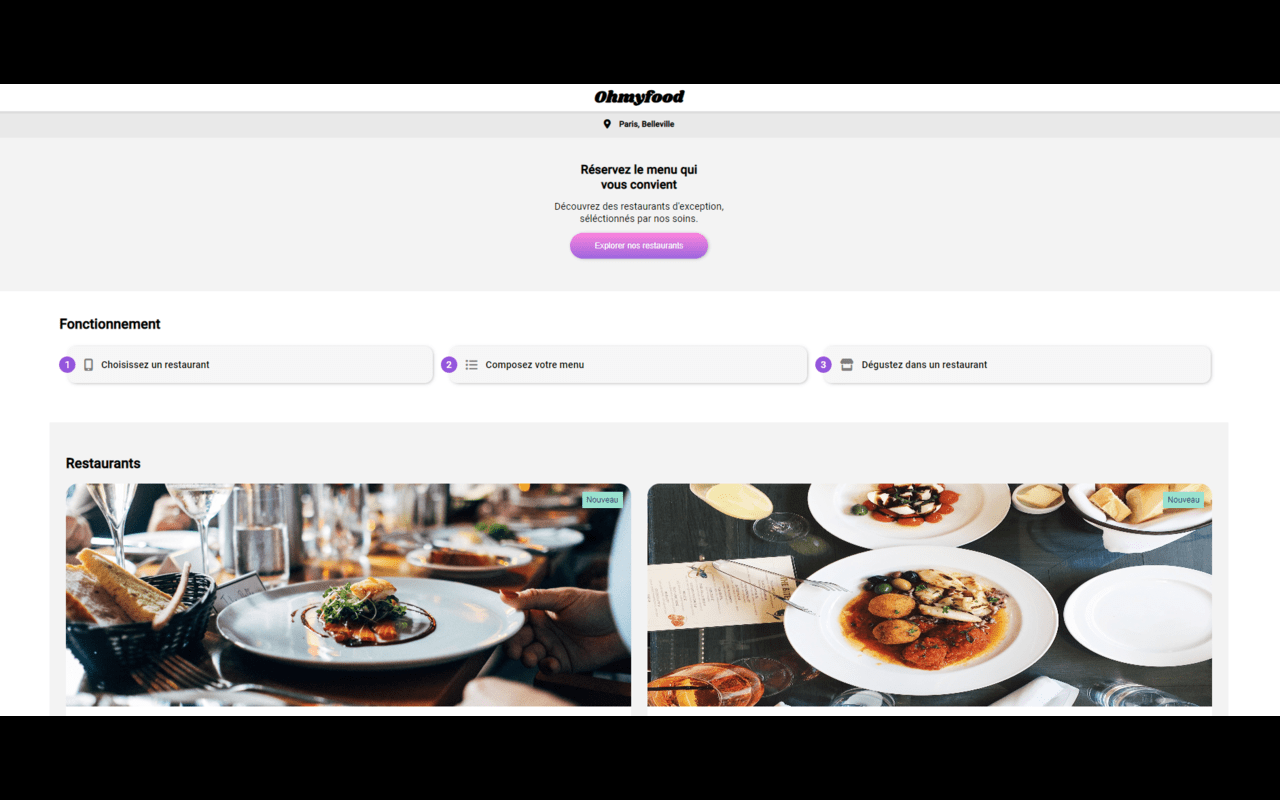 Ohmyfood
Paris, Belleville
Réservez le menu qui
vous convient
Découvrez des restaurants d'exception,
séléctionnés par nos soins.
Explorer nos restaurants
Fonctionnement
1 Choisissez un restaurant
2 Composez votre menu
3 Dégustez dans un restaurant
Restaurants
Nouveau
Nouveau